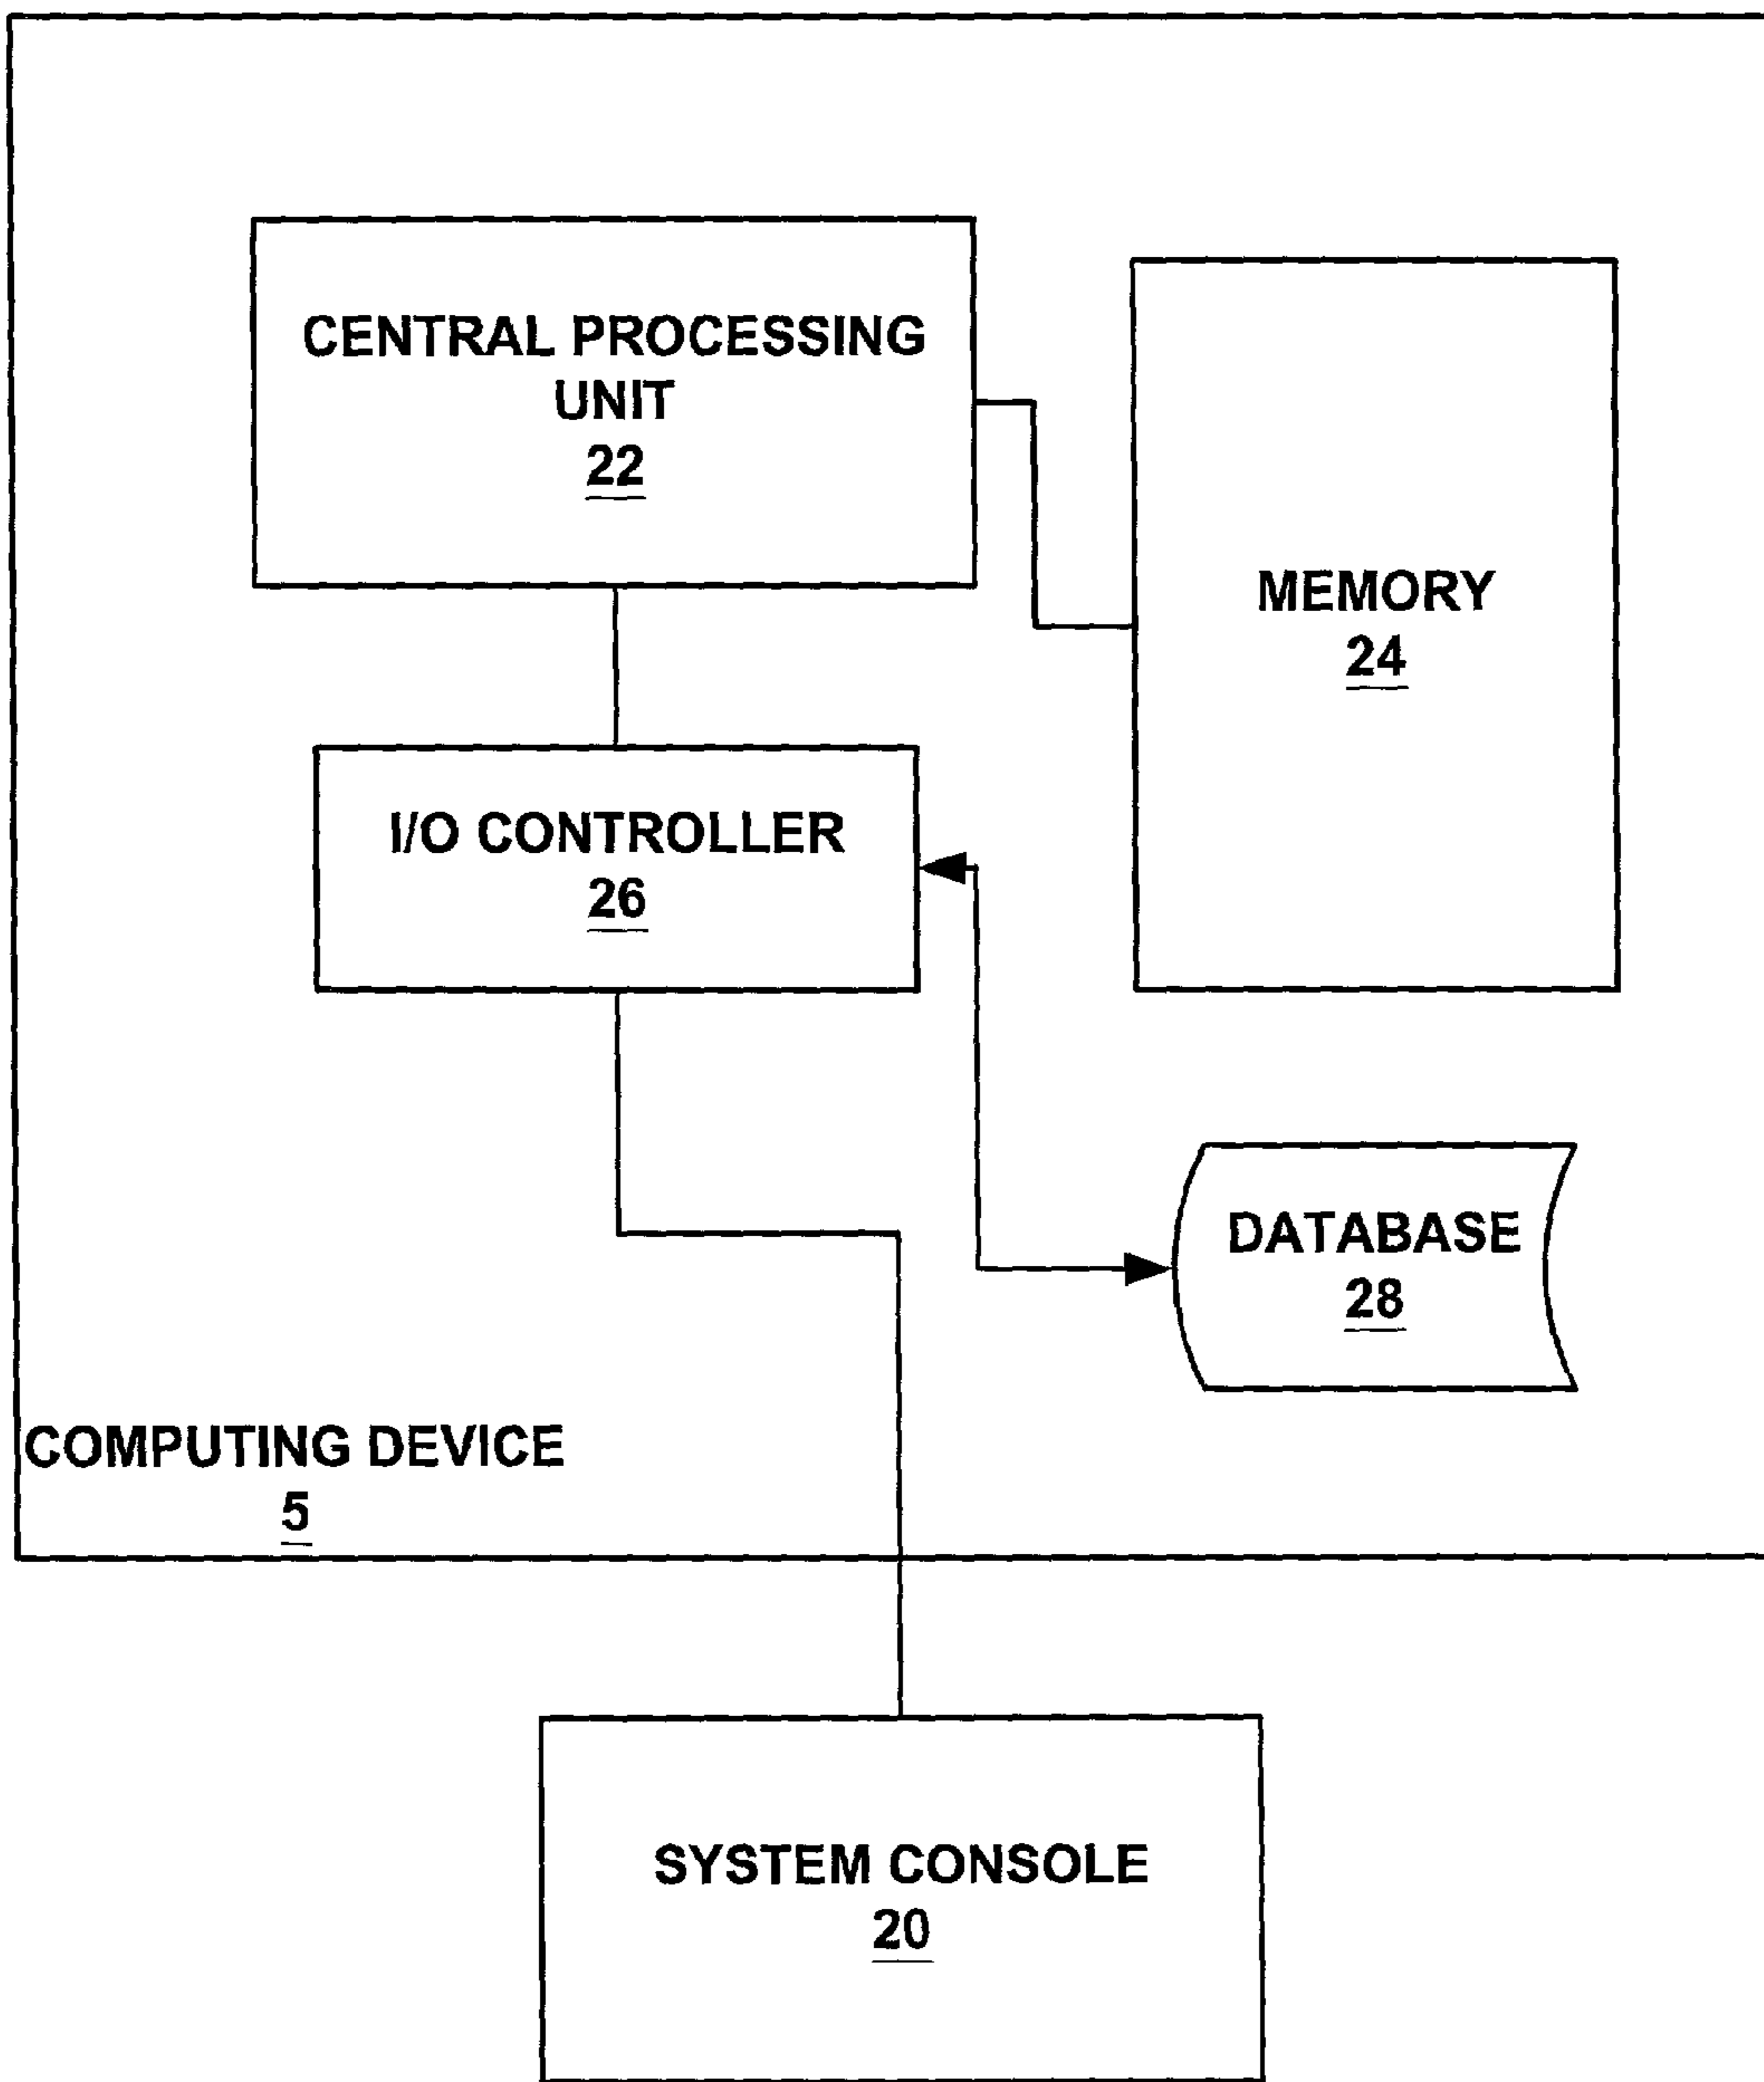 CENTRAL PROCESSING
UNIT
22
MEMORY
24
I/O CONTROLLER
26
DATABASE
28
COMPUTING DEVICE
5
SYSTEM CONSOLE
20